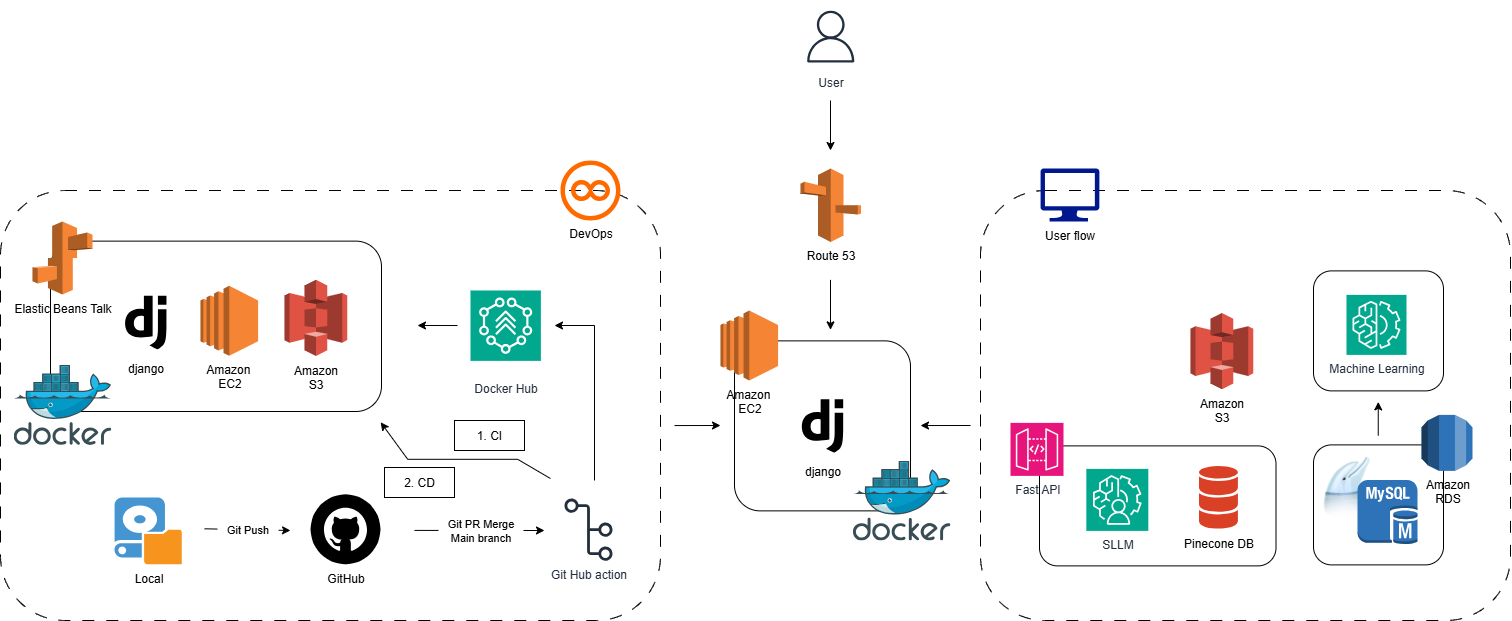 User
Route 53
DevOps
Elastic Beans Talk
dj
django
Amazon
EC2
Amazon
S3
docker
Docker Hub
1. CI
2. CD
Local
Git Push
GitHub
Git PR Merge
Main branch
Git Hub action
Amazon
EC2
dj
django
docker
User flow
Amazon
S3
Machine Learning
Fast API
SLLM
Pinecone DB
MySQL
M
Amazon
RDS